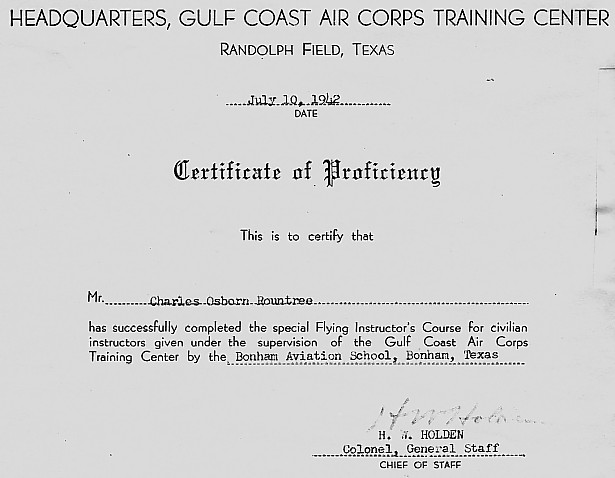 HEADQUARTERS, GULF COAST AIR CORPS TRAINING CENTER
RANDOLPH FIELD, TEXAS
July 10, 1942
DATE
Certificate of Proficiency
This is to certify that
Mr. Charles Osborn Rountree
has successfully completed the special Flying Instructor's Course for civilian
instructors given under the supervision of the Gulf Coast Air Corps
Training Center by the Bonham Aviation School, Bonham, Texas
H W Holden
H. W. HOLDEN
Colonel, General Staff
CHIEF OF STAFF